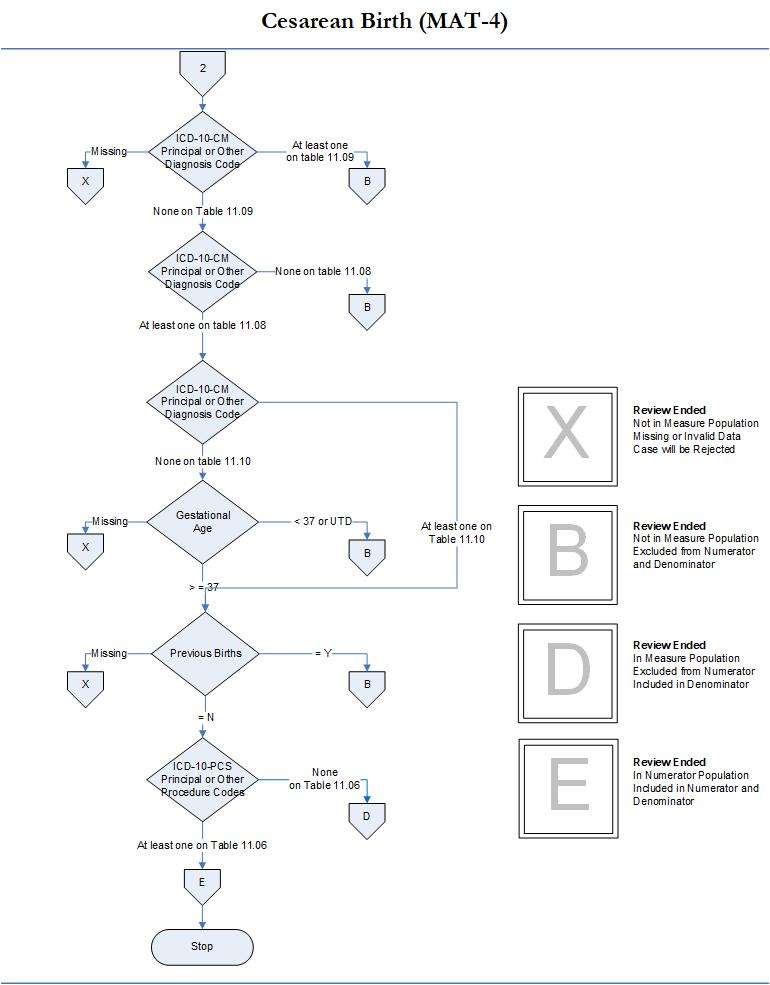 Cesarean Birth (MAT-4)
2
ICD-10-CM
Principal or Other
Diagnosis Code
Missing
X
At least one
on table 11.09
B
None on Table 11.09
ICD-10-CM
Principal or Other
Diagnosis Code
None on table 11.08
B
At least one on table 11.08
ICD-10-CM
Principal or Other
Diagnosis Code
None on table 11.10
At least one on
Table 11.10
Gestational
Age
Missing
X
< 37 or UTD
B
> = 37
Previous Births
Missing
X
= Y
B
= N
ICD-10-PCS
Principal or Other
Procedure Codes
None
on Table 11.06
D
At least one on Table 11.06
E
Stop
X
Review Ended
Not in Measure Population
Missing or Invalid Data
Case will be Rejected
B
Review Ended
Not in Measure Population
Excluded from Numerator
and Denominator
D
Review Ended
In Measure Population
Excluded from Numerator
Included in Denominator
E
Review Ended
In Numerator Population
Included in Numerator and
Denominator